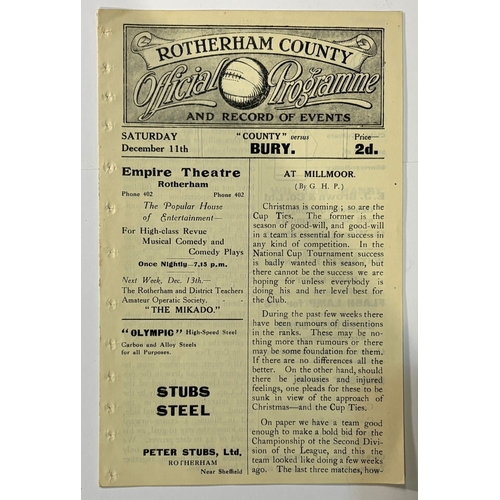 ROTHERHAM COUNTY
Official Programme
AND RECORD OF EVENTS
SATURDAY
December 11th
"COUNTY" versus
BURY.
Price—
2d.
Empire Theatre
Rotherham
Phone 402 Phone 402
The Popular House
of Entertainment—
For High-class Revue
Musical Comedy and
Comedy Plays
Once Nightly—7.15 p.m.
Next Week, Dec. 13th—
The Rotherham and District Teachers
Amateur Operatic Society.
"THE MIKADO."
"OLYMPIC" High-Speed Steel
Carbon and Alloy Steels
for all Purposes.
STUBS
STEEL
PETER STUBS, Ltd.
ROTHERHAM
Near Sheffield
AT MILLMOOR.
(By G. H. P.)
Christmas is coming; so are the
Cup Ties. The former is the
season of good-will, and good-will
in a team is essential for success in
any kind of competition. In the
National Cup Tournament success
is badly wanted this season, but
there cannot be the success we are
hoping for unless everybody is
doing his and her level best for
the Club.
During the past few weeks there
have been rumours of dissentions
in the ranks. These may be no-
thing more than rumours or there
may be some foundation for them.
If there are no differences all the
better. On the other hand, should
there be jealousies and injured
feelings, one pleads for these to be
sunk in view of the approach of
Christmas—and the Cup Ties.
On paper we have a team good
enough to make a bold bid for the
Championship of the Second Divis-
ion of the League, and this the
team looked like doing a few weeks
ago. The last three matches, how-